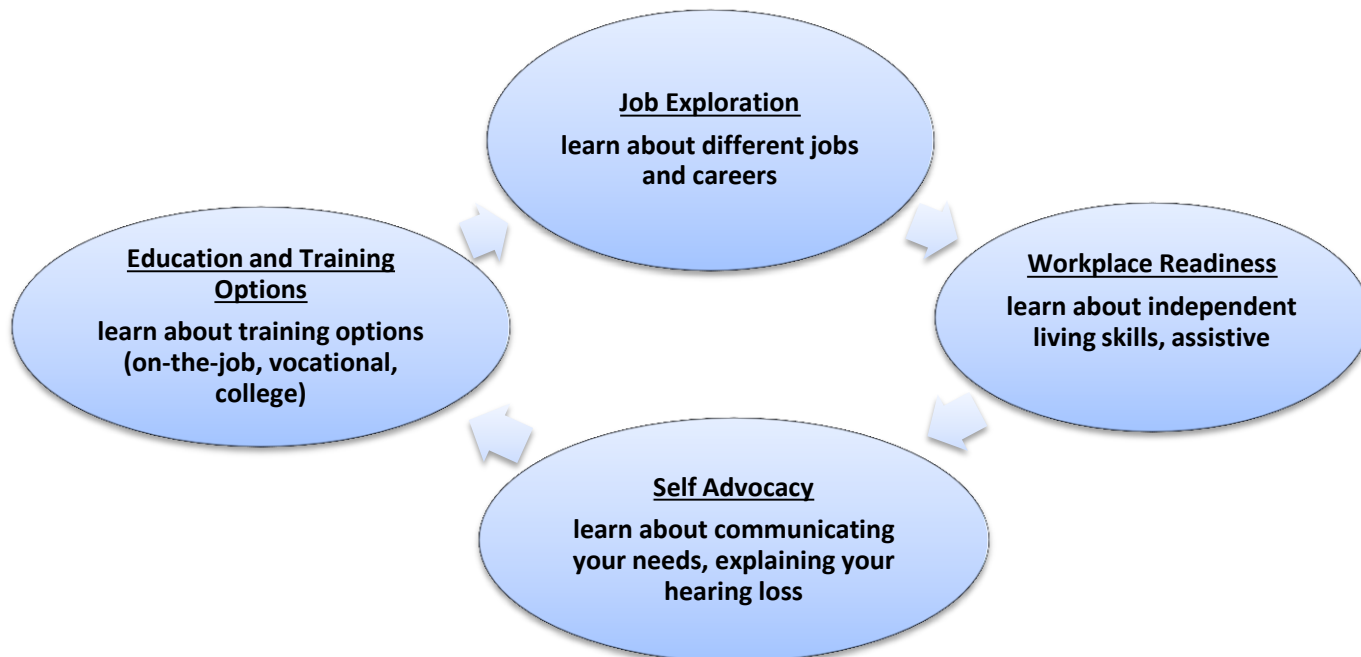 Job Exploration
learn about different jobs
and careers
Workplace Readiness
learn about independent
living skills, assistive
Self Advocacy
learn about communicating
your needs, explaining your
hearing loss
Education and Training
Options
learn about training options
(on-the-job, vocational,
college)